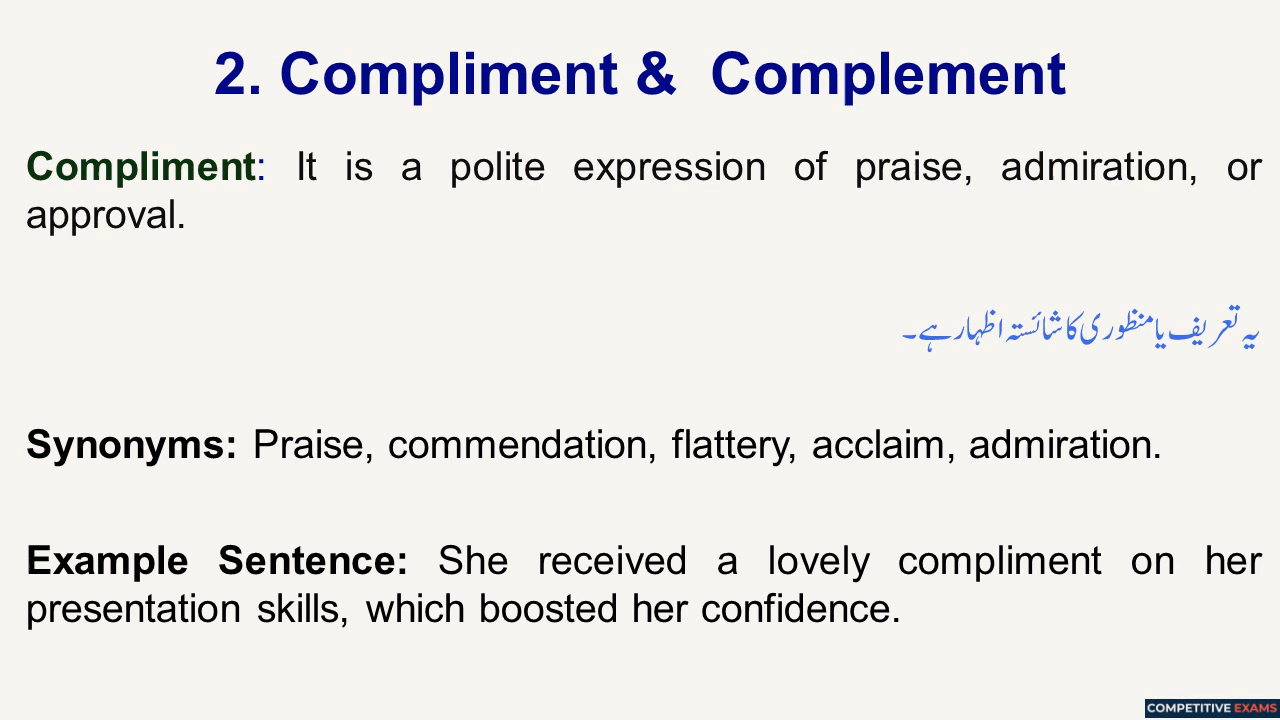 2. Compliment & Complement
Compliment: It is a polite expression of praise, admiration, or
approval.
یہ تعریف یا منظوری کا شائستہ اظہار ہے۔
Synonyms: Praise, commendation, flattery, acclaim, admiration.
Example Sentence: She received a lovely compliment on her
presentation skills, which boosted her confidence.
COMPETITIVE EXAMS